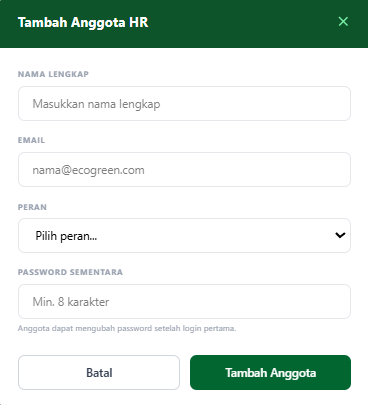 Tambah Anggota HR
NAMA LENGKAP
Masukkan nama lengkap
EMAIL
nama@ecogreen.com
PERAN
Pilih peran...
PASSWORD SEMENTARA
Min. 8 karakter
Anggota dapat mengubah password setelah login pertama.
Batal
Tambah Anggota